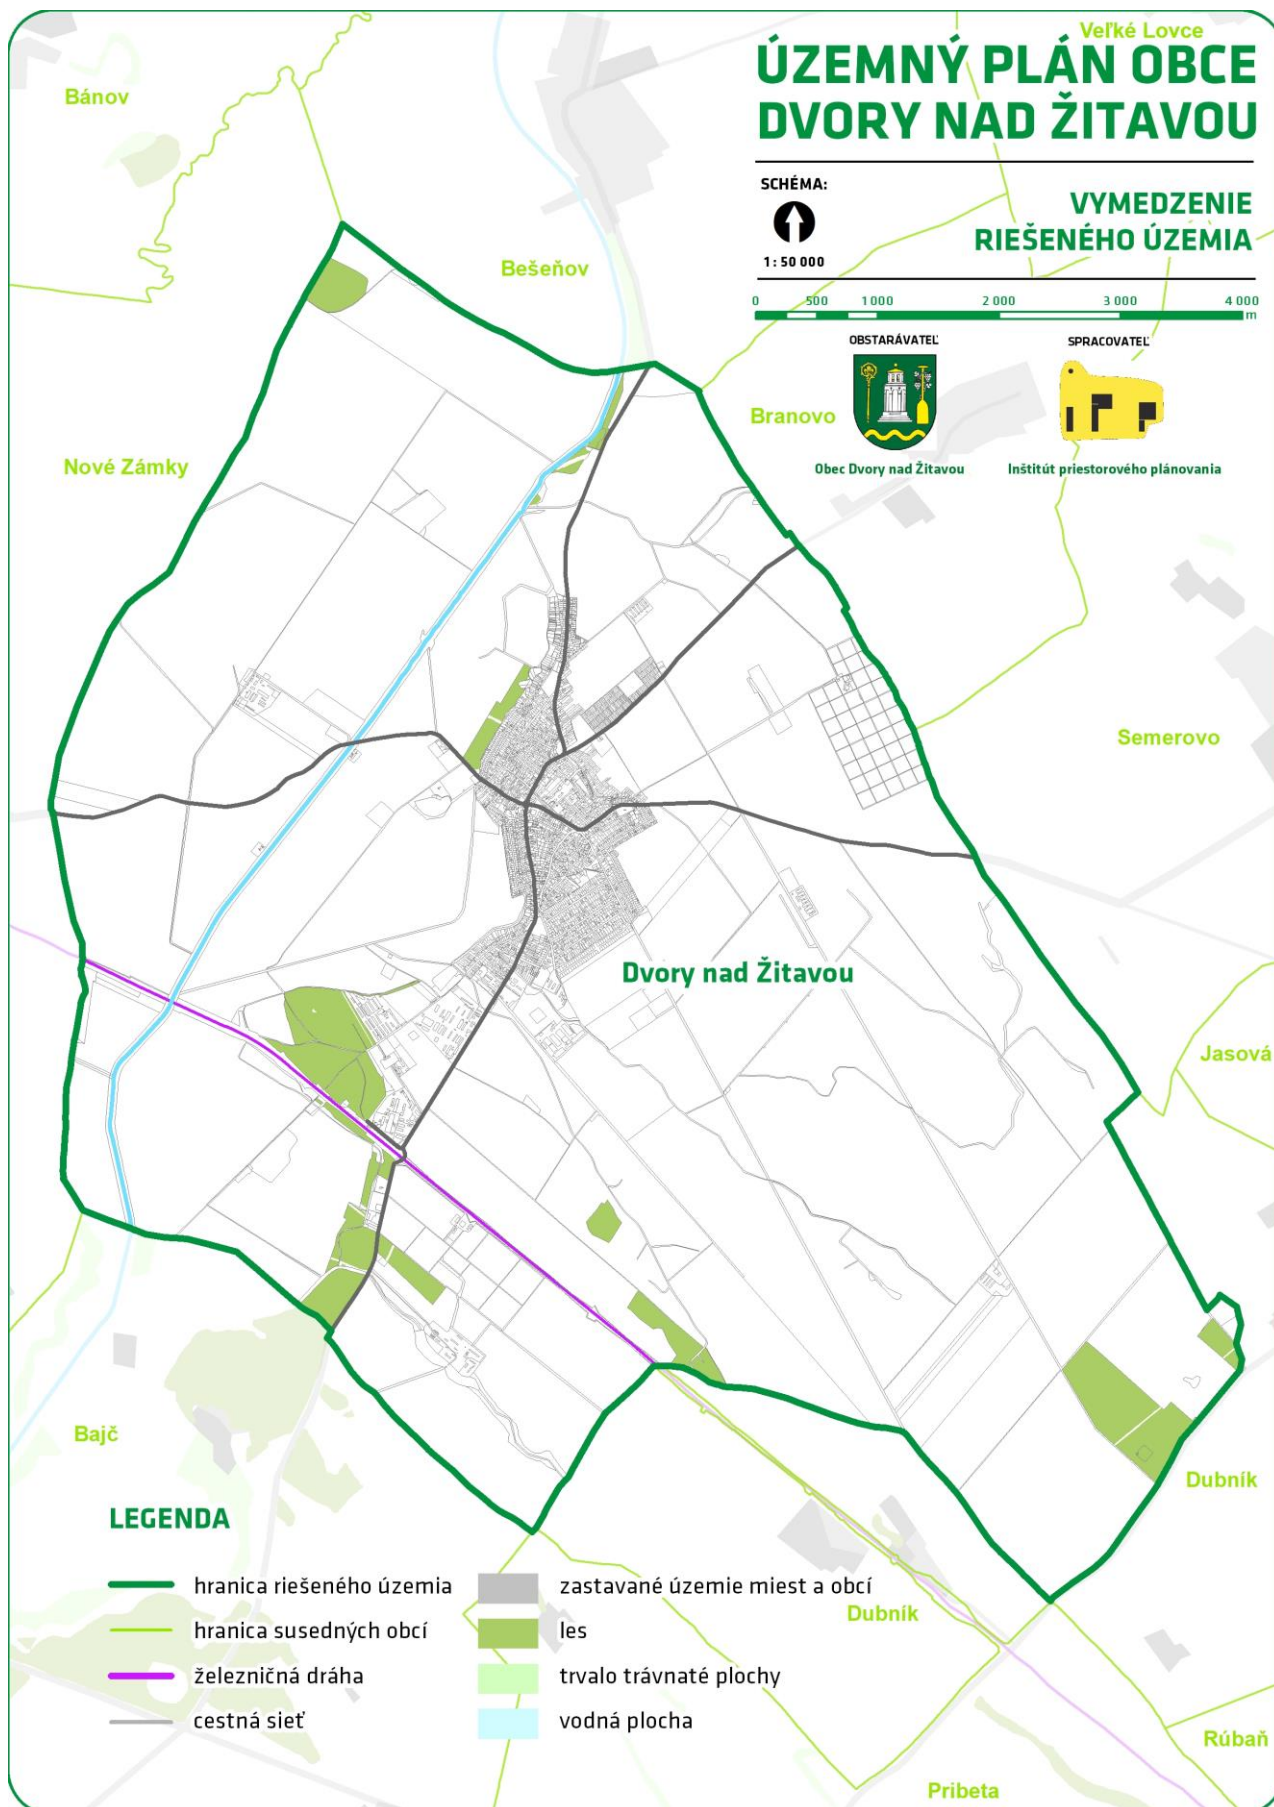 Veľké Lovce
ÚZEMNÝ PLÁN OBCE
DVORY NAD ŽITAVOU
Bánov
SCHÉMA:
1 : 50 000
VYMEDZENIE
RIEŠENÉHO ÚZEMIA
Bešeňov
0 500 1 000 2 000 3 000 4 000
m
OBSTARÁVATEĽ
SPRACOVATEĽ
Branovo
Obec Dvory nad Žitavou
Inštitút priestorového plánovania
Nové Zámky
Semerovo
Dvory nad Žitavou
Jasová
Bajč
Dubník
LEGENDA
hranica riešeného územia
hranica susedných obcí
železničná dráha
cestná sieť
zastavané územie miest a obcí
les
trvalo trávnaté plochy
vodná plocha
Dubník
Rúbaň
Pribeta